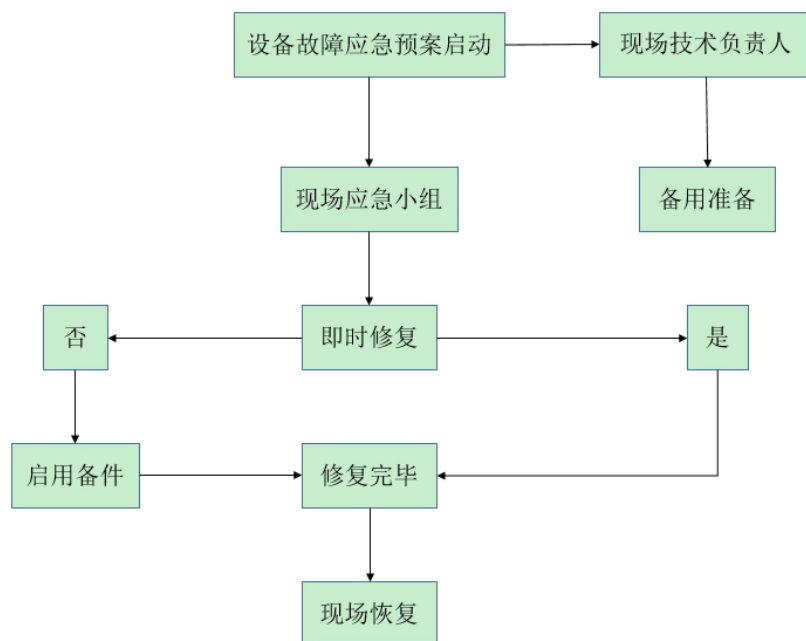 设备故障应急预案启动
现场技术负责人
现场应急小组
备用准备
否
即时修复
是
启用备件
修复完毕
现场恢复